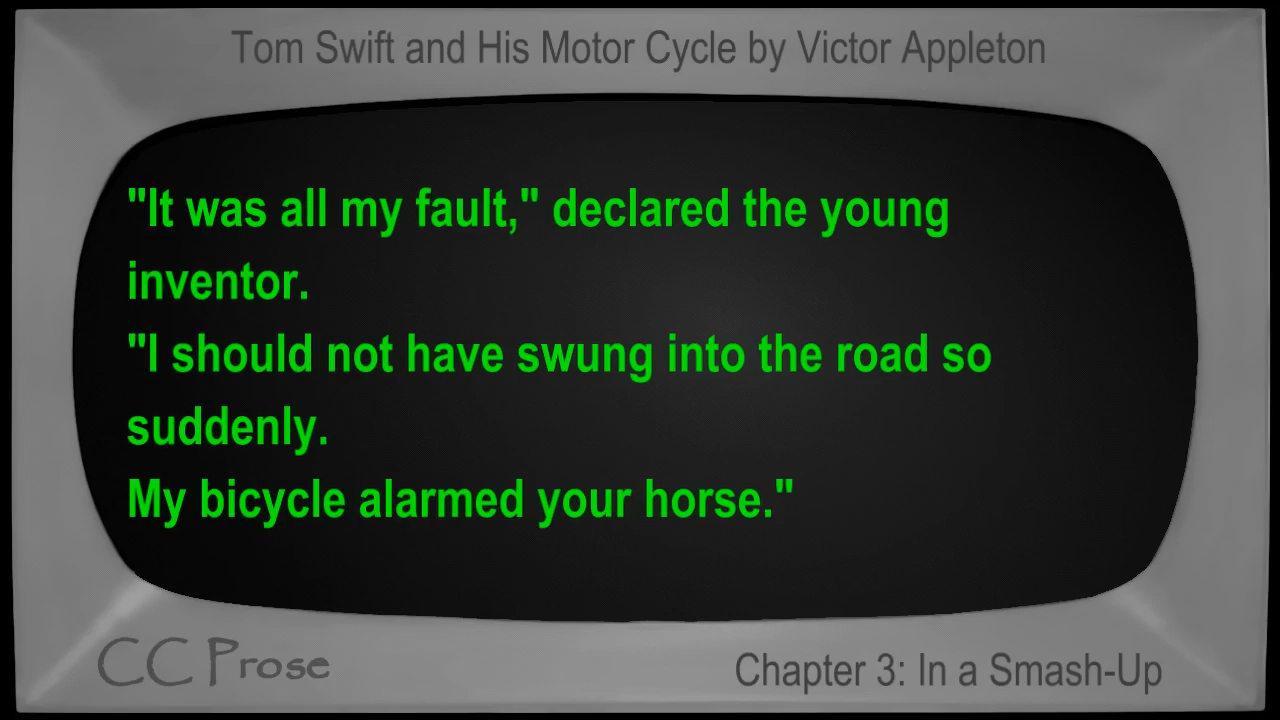 Tom Swift and His Motor Cycle by Victor Appleton
"It was all my fault," declared the young
inventor.
"I should not have swung into the road so
suddenly.
My bicycle alarmed your horse."
CC Prose
Chapter 3: In a Smash-Up